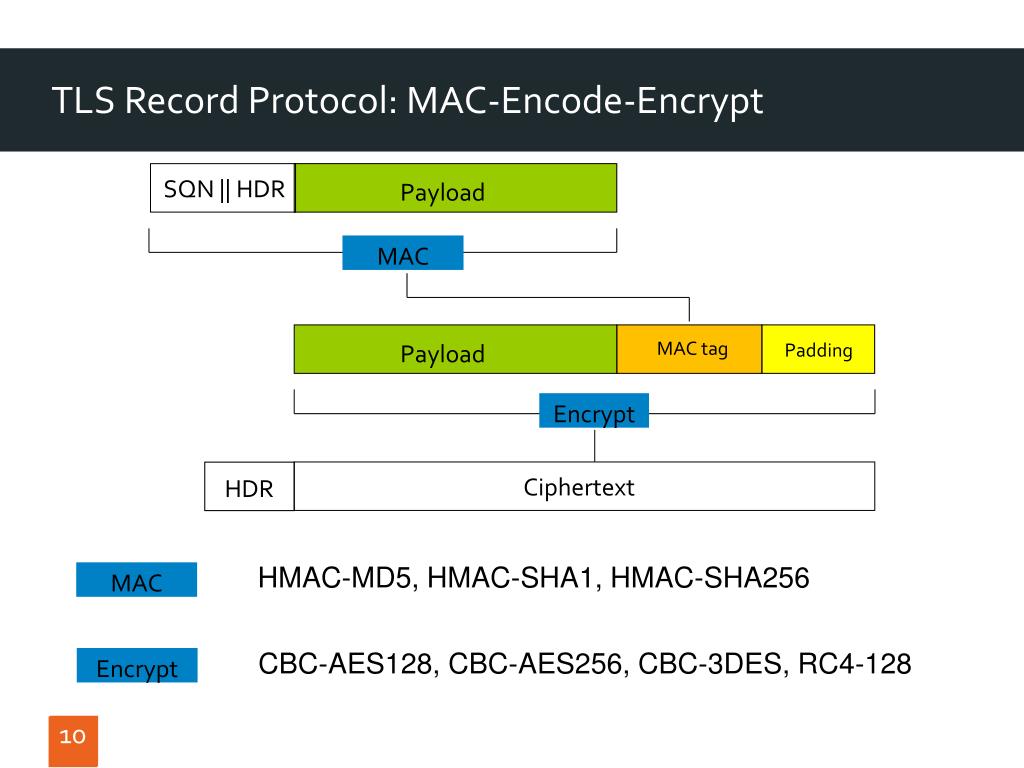 TLS Record Protocol: MAC-Encode-Encrypt
SQN || HDR
Payload
MAC
Payload
MAC tag
Padding
Encrypt
HDR
Ciphertext
MAC
HMAC-MD5, HMAC-SHA1, HMAC-SHA256
Encrypt
CBC-AES128, CBC-AES256, CBC-3DES, RC4-128
10